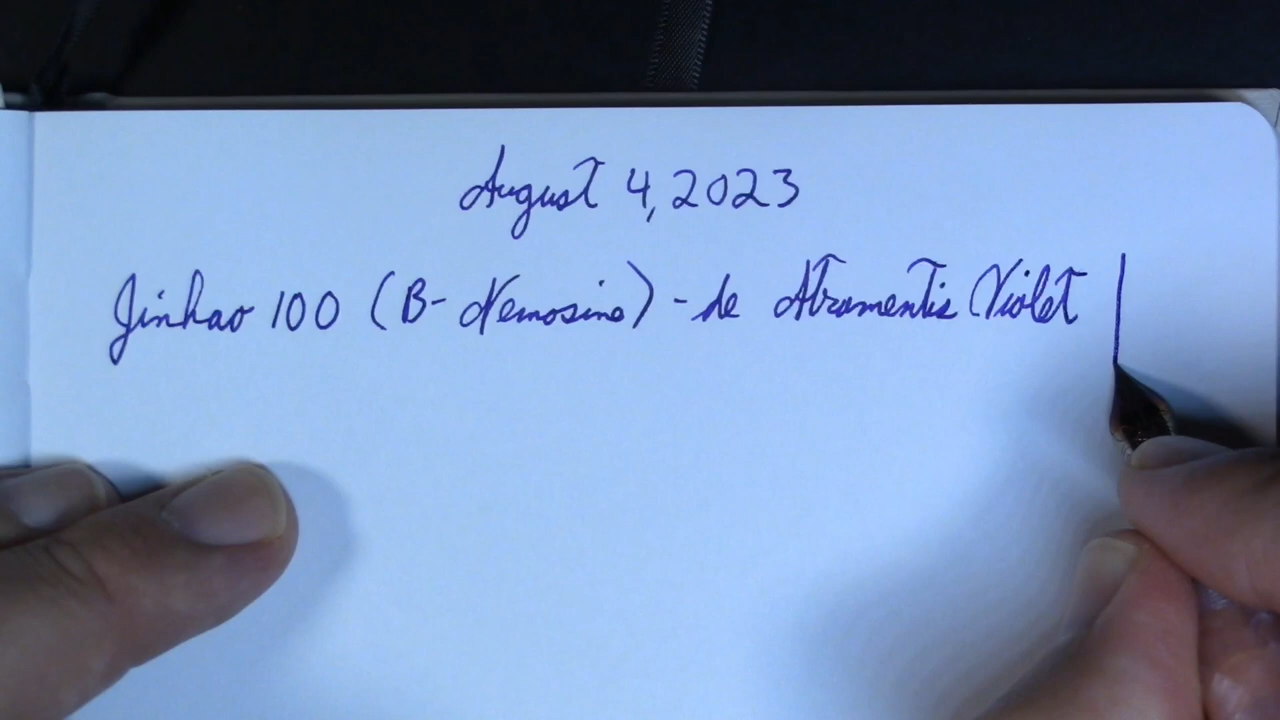 August 4, 2023
Jinhao 100 (B- Nemosine) - de Atramentis Violet |